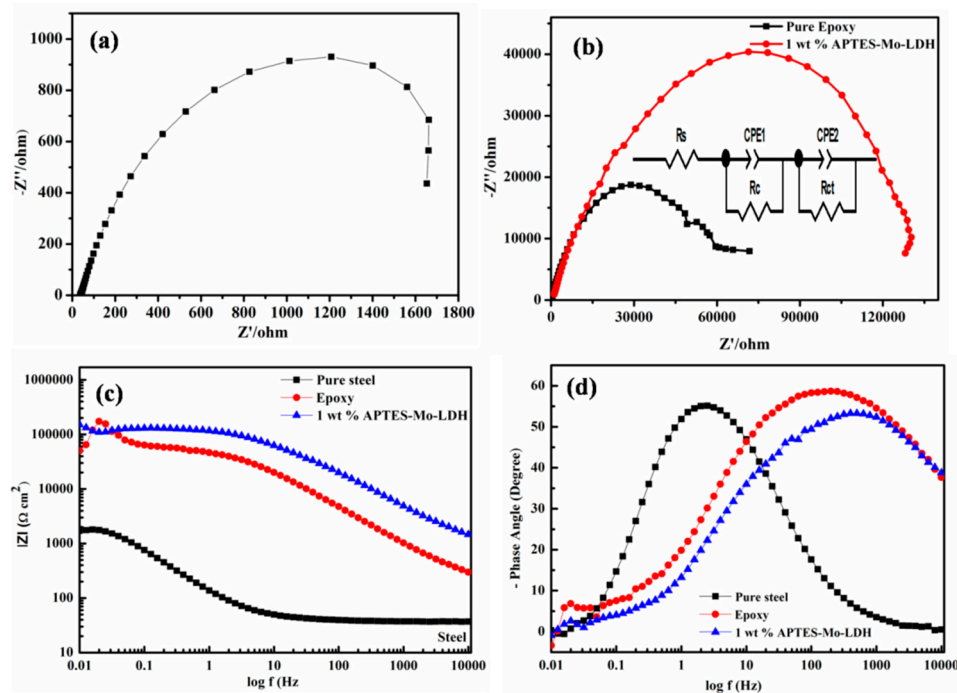 (a)
-Z''/ohm
1000
800
600
400
200
0
0 200 400 600 800 1000 1200 1400 1600 1800
Z'/ohm
(b)
Pure Epoxy
1 wt % APTES-Mo-LDH
-Z''/ohm
40000
30000
20000
10000
0
Rs CPE1 CPE2
Rc Rct
0 30000 60000 90000 120000
Z'/ohm
(c)
Pure steel
Epoxy
1 wt % APTES-Mo-LDH
|Z| (Ω cm²)
1000000
100000
10000
1000
100
10
Steel
0.01 0.1 1 10 100 1000 10000
log f (Hz)
(d)
- Phase Angle (Degree)
60
50
40
30
20
10
0
Pure steel
Epoxy
1 wt % APTES-Mo-LDH
0.01 0.1 1 10 100 1000 10000
log f (Hz)